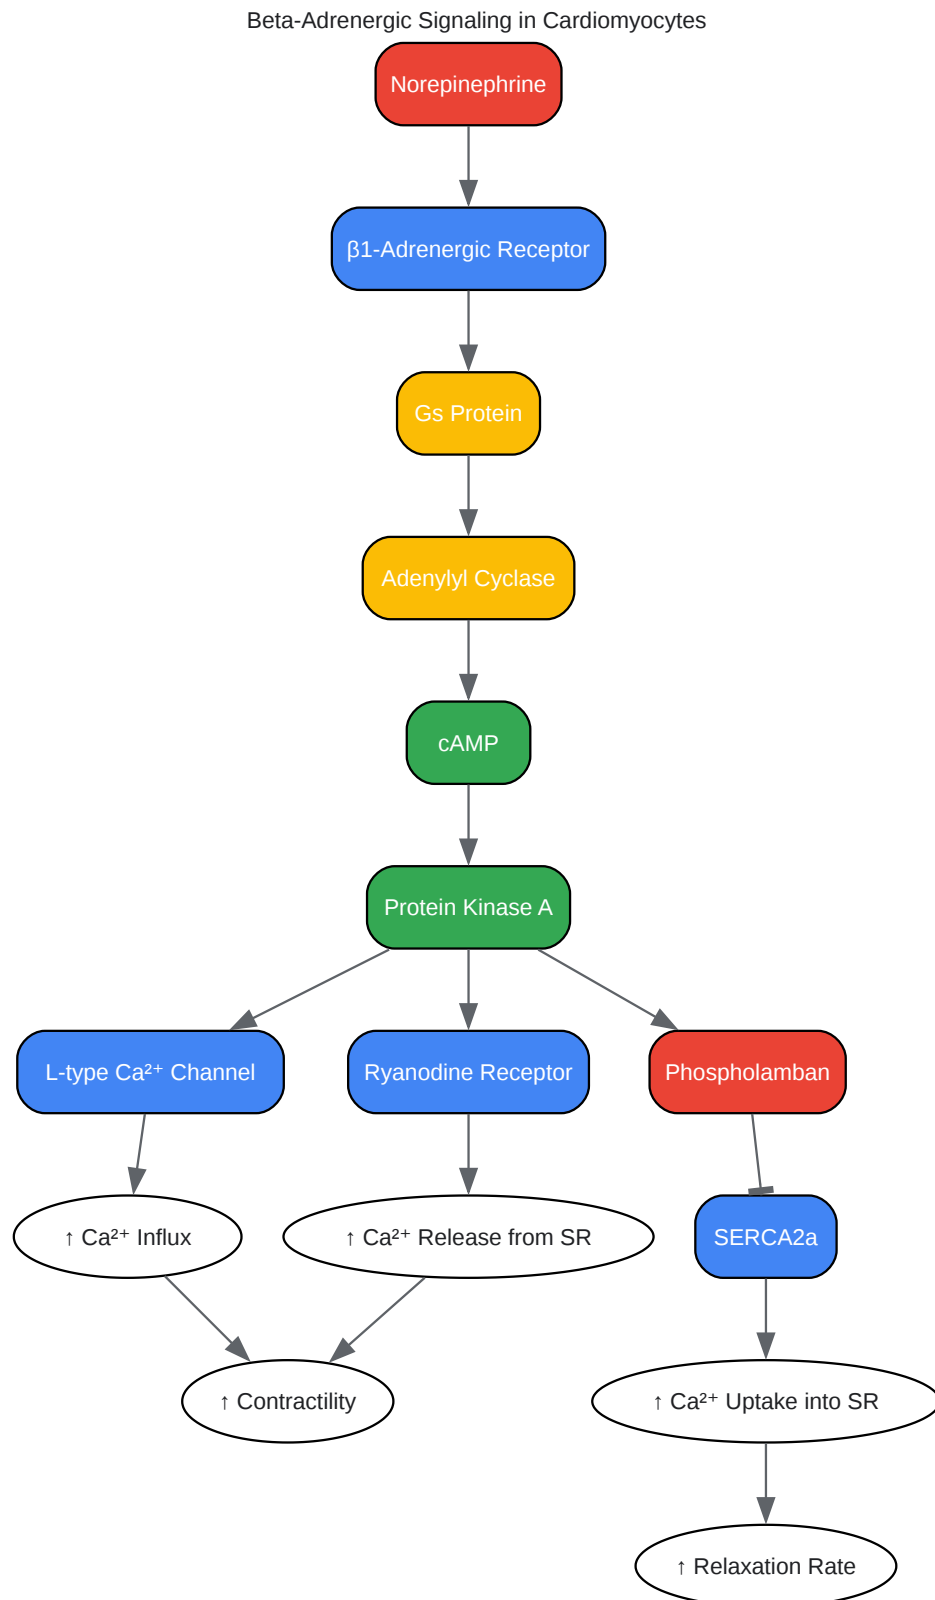 Beta-Adrenergic Signaling in Cardiomyocytes
Norepinephrine
β1-Adrenergic Receptor
Gs Protein
Adenylyl Cyclase
cAMP
Protein Kinase A
L-type Ca²⁺ Channel
Ryanodine Receptor
Phospholamban
↑ Ca²⁺ Influx
↑ Ca²⁺ Release from SR
SERCA2a
↑ Contractility
↑ Ca²⁺ Uptake into SR
↑ Relaxation Rate